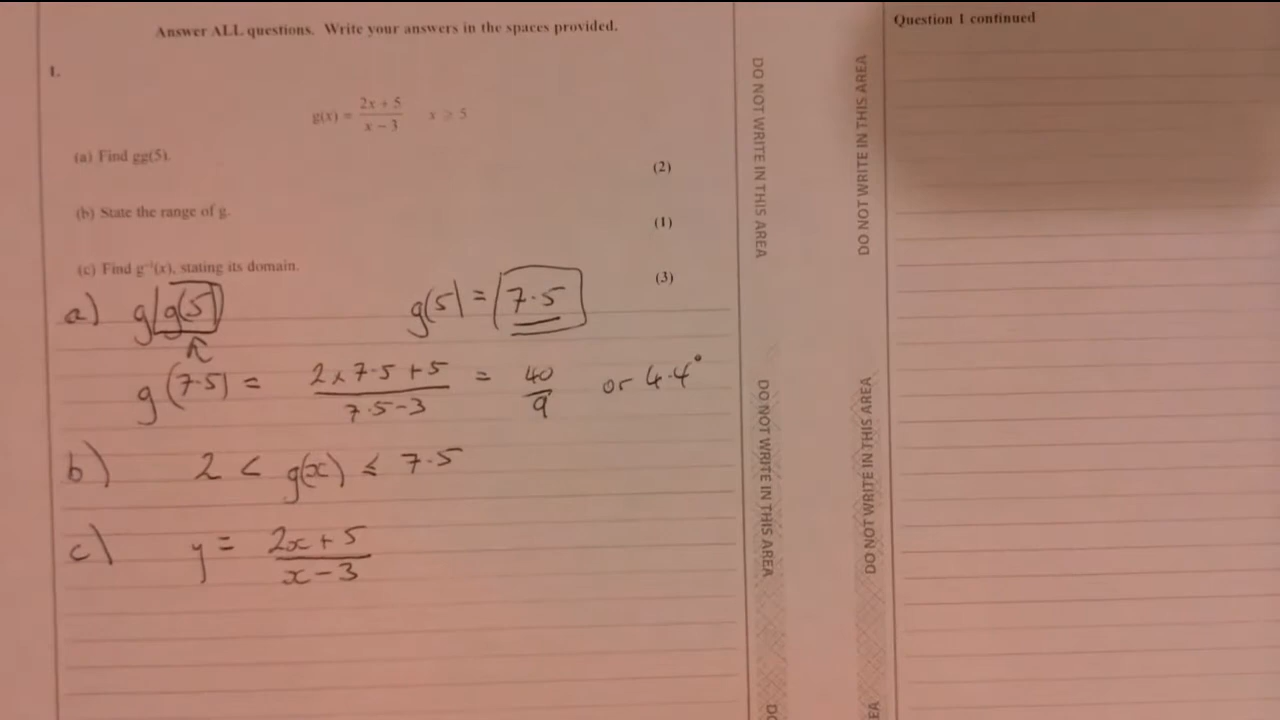 Answer ALL questions. Write your answers in the spaces provided.
1.
g(x) = (2x + 5)/(x − 3) x ≥ 5
(a) Find gg(5).
(2)
(b) State the range of g.
(1)
(c) Find g⁻¹(x), stating its domain.
(3)
a) g(g(5)) g(5) = 7.5
g(7.5) = (2 × 7.5 + 5)/(7.5 − 3) = 40/9 or 4.4̇
b) 2 < g(x) ≤ 7.5
c) y = (2x + 5)/(x − 3)
DO NOT WRITE IN THIS AREA
DO NOT WRITE IN THIS AREA
DO
DO NOT WRITE IN THIS AREA
DO NOT WRITE IN THIS AREA
EA
Question 1 continued